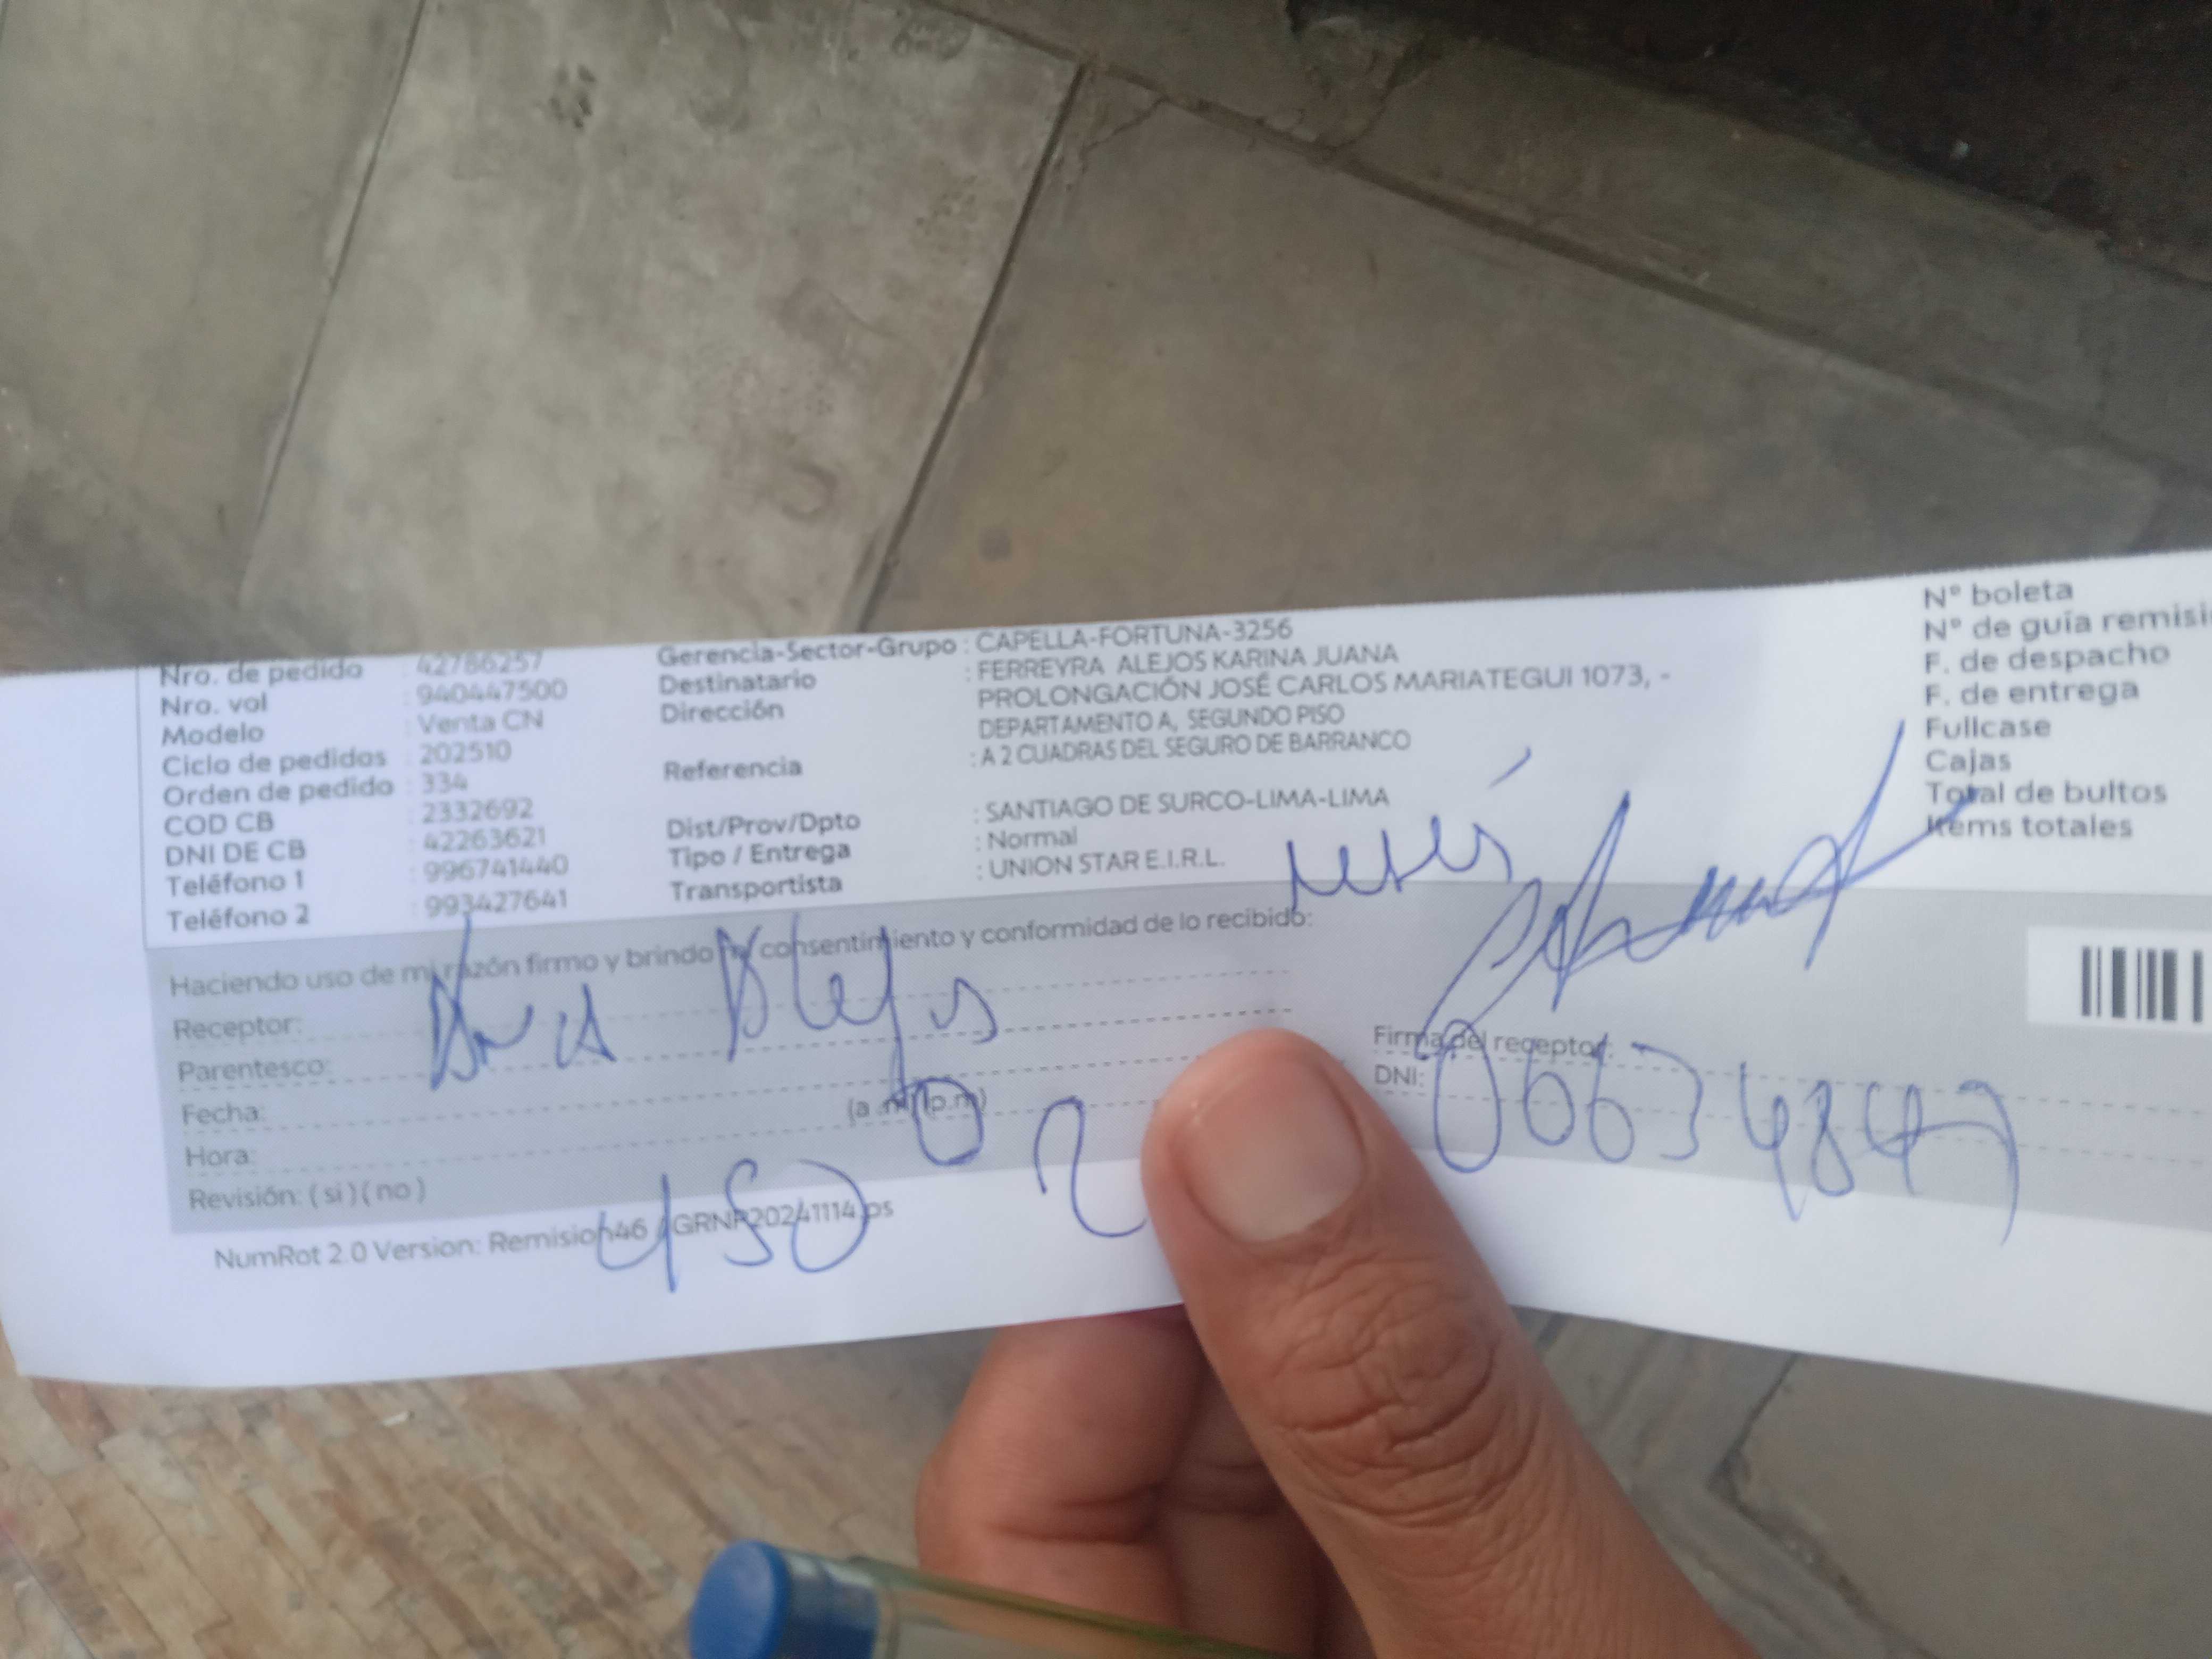 Nro. de pedido : 42786257
Nro. vol : 940447500
Modelo : Venta CN
Ciclo de pedidos : 202510
Orden de pedido : 334
COD CB : 2332692
DNI DE CB : 42263621
Teléfono 1 : 996741440
Teléfono 2 : 993427641
Gerencia-Sector-Grupo : CAPELLA-FORTUNA-3256
Destinatario : FERREYRA ALEJOS KARINA JUANA
Dirección PROLONGACIÓN JOSÉ CARLOS MARIATEGUI 1073, -
DEPARTAMENTO A, SEGUNDO PISO
Referencia : A 2 CUADRAS DEL SEGURO DE BARRANCO
Dist/Prov/Dpto : SANTIAGO DE SURCO-LIMA-LIMA
Tipo / Entrega : Normal
Transportista : UNION STAR E.I.R.L.
N° boleta
N° de guía remisi
F. de despacho
F. de entrega
Fullcase
Cajas
Total de bultos
Items totales
Haciendo uso de mi razón firmo y brindo mi consentimiento y conformidad de lo recibido:
Receptor:
Parentesco:
Fecha:
Hora: (a.m/p.m)
Revisión: ( si ) ( no )
Alejos
450 02
Firma del receptor:
DNI: 06634847
NumRot 2.0 Version: Remision46 / GRNP20241114.ps